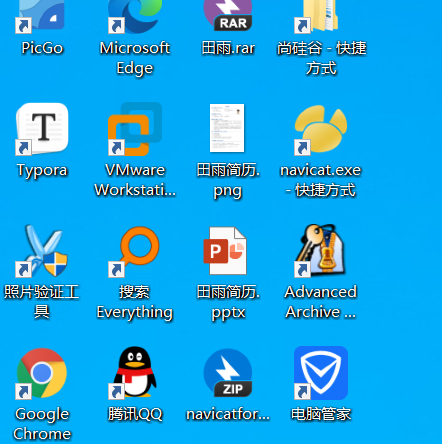 PicGo
Microsoft
Edge
RAR
田雨.rar
尚硅谷 - 快捷
方式
T
Typora
VMware
Workstati...
田雨简历.
png
navicat.exe
- 快捷方式
照片验证工
具
搜索
Everything
P
田雨简历.
pptx
Advanced
Archive ...
Google
Chrome
腾讯QQ
ZIP
navicatfor...
电脑管家